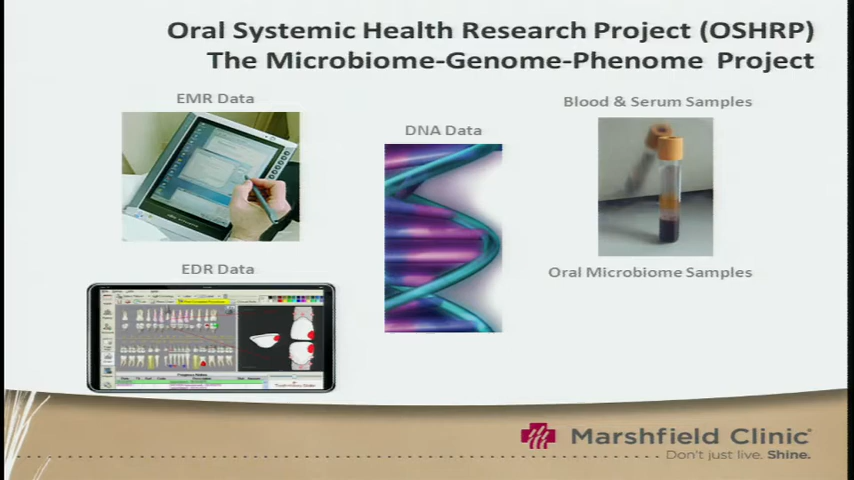 Oral Systemic Health Research Project (OSHRP)
The Microbiome-Genome-Phenome Project
EMR Data
DNA Data
Blood & Serum Samples
EDR Data
Oral Microbiome Samples
Marshfield Clinic
Don't just live. Shine.